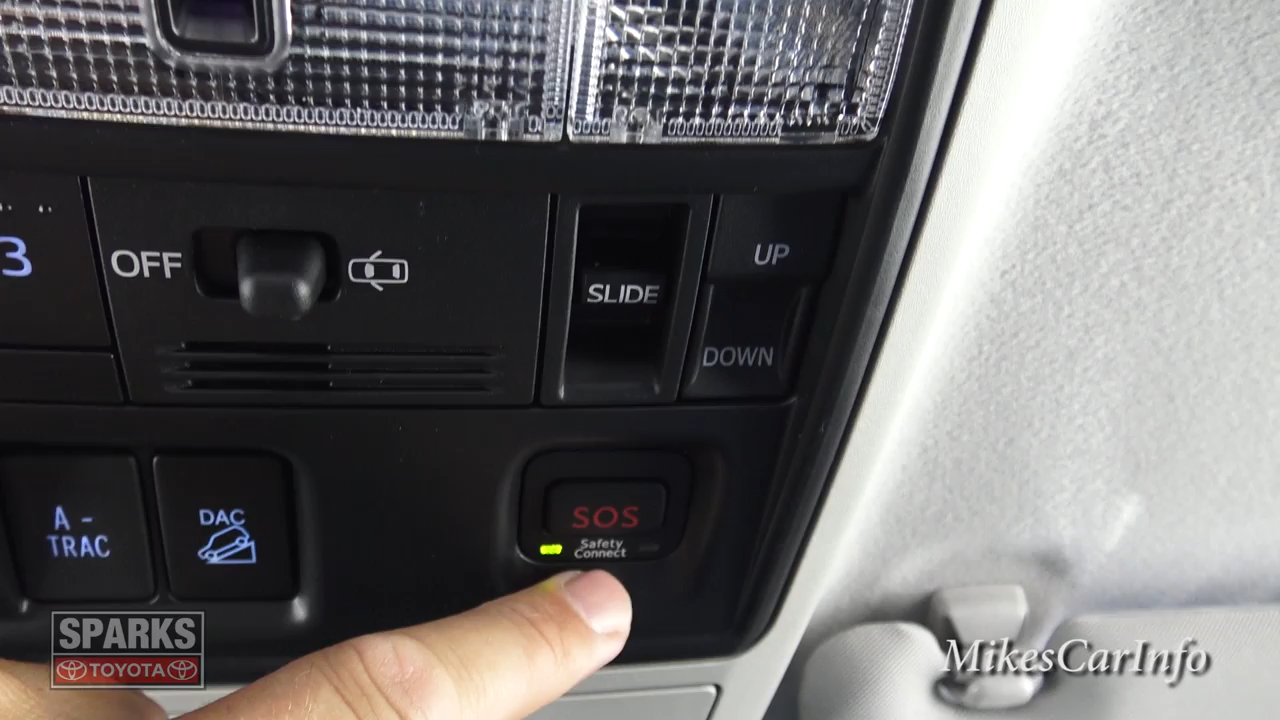 3
OFF
SLIDE
UP
DOWN
A -
TRAC
DAC
SOS
Safety
Connect
SPARKS
TOYOTA
MikesCarInfo